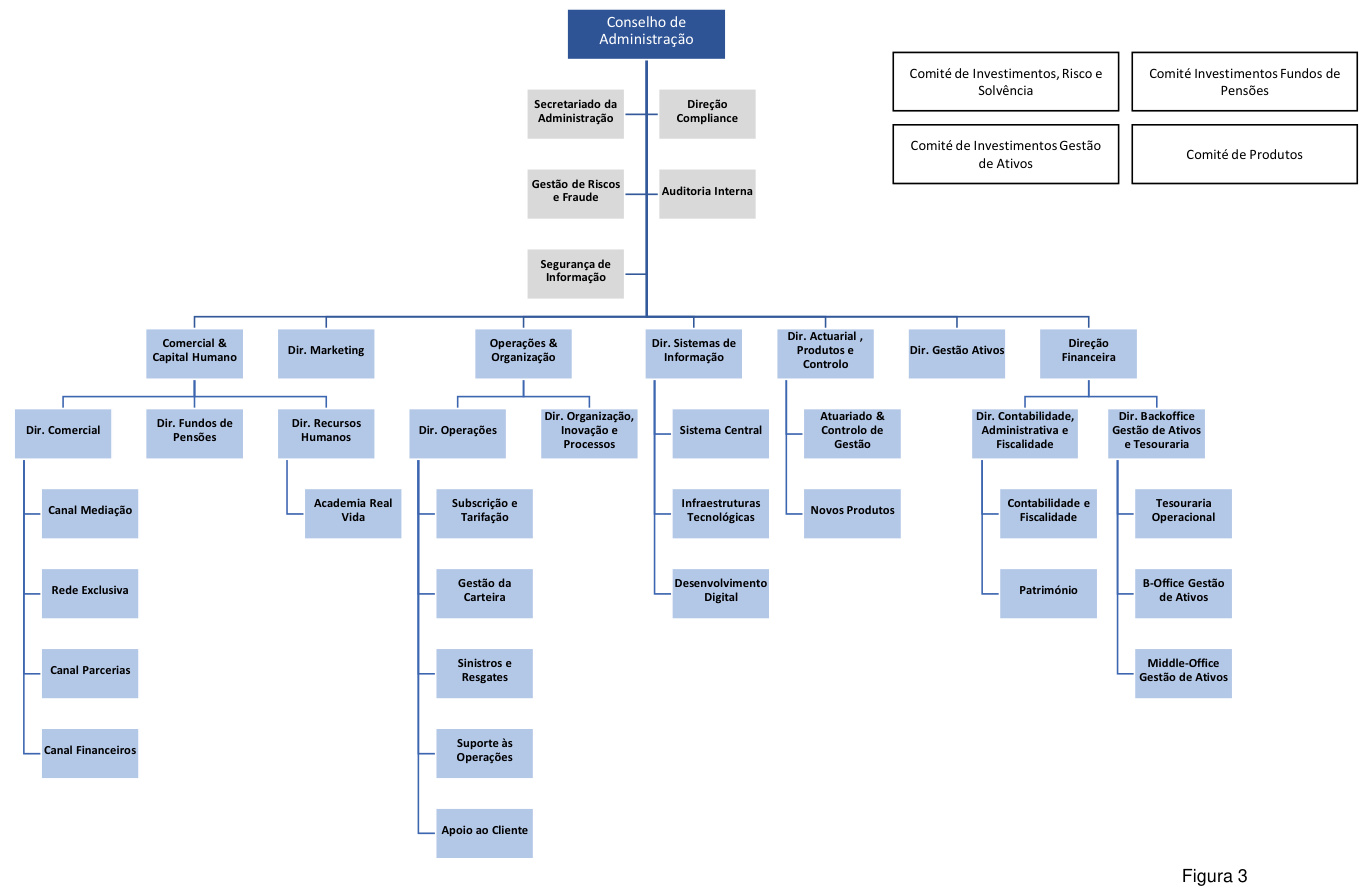 Conselho de
Administração
Comité de Investimentos, Risco e
Solvência
Comité Investimentos Fundos de
Pensões
Comité de Investimentos Gestão
de Ativos
Comité de Produtos
Secretariado da
Administração
Direção
Compliance
Gestão de Riscos
e Fraude
Auditoria Interna
Segurança de
Informação
Comercial &
Capital Humano
Dir. Marketing
Operações &
Organização
Dir. Sistemas de
Informação
Dir. Actuarial ,
Produtos e
Controlo
Dir. Gestão Ativos
Direção
Financeira
Dir. Comercial
Dir. Fundos de
Pensões
Dir. Recursos
Humanos
Dir. Operações
Dir. Organização,
Inovação e
Processos
Sistema Central
Atuariado &
Controlo de
Gestão
Dir. Contabilidade,
Administrativa e
Fiscalidade
Dir. Backoffice
Gestão de Ativos
e Tesouraria
Canal Mediação
Academia Real
Vida
Subscrição e
Tarifação
Infraestruturas
Tecnológicas
Novos Produtos
Contabilidade e
Fiscalidade
Tesouraria
Operacional
Rede Exclusiva
Gestão da
Carteira
Desenvolvimento
Digital
Património
B-Office Gestão
de Ativos
Canal Parcerias
Sinistros e
Resgates
Middle-Office
Gestão de Ativos
Canal Financeiros
Suporte às
Operações
Apoio ao Cliente
Figura 3